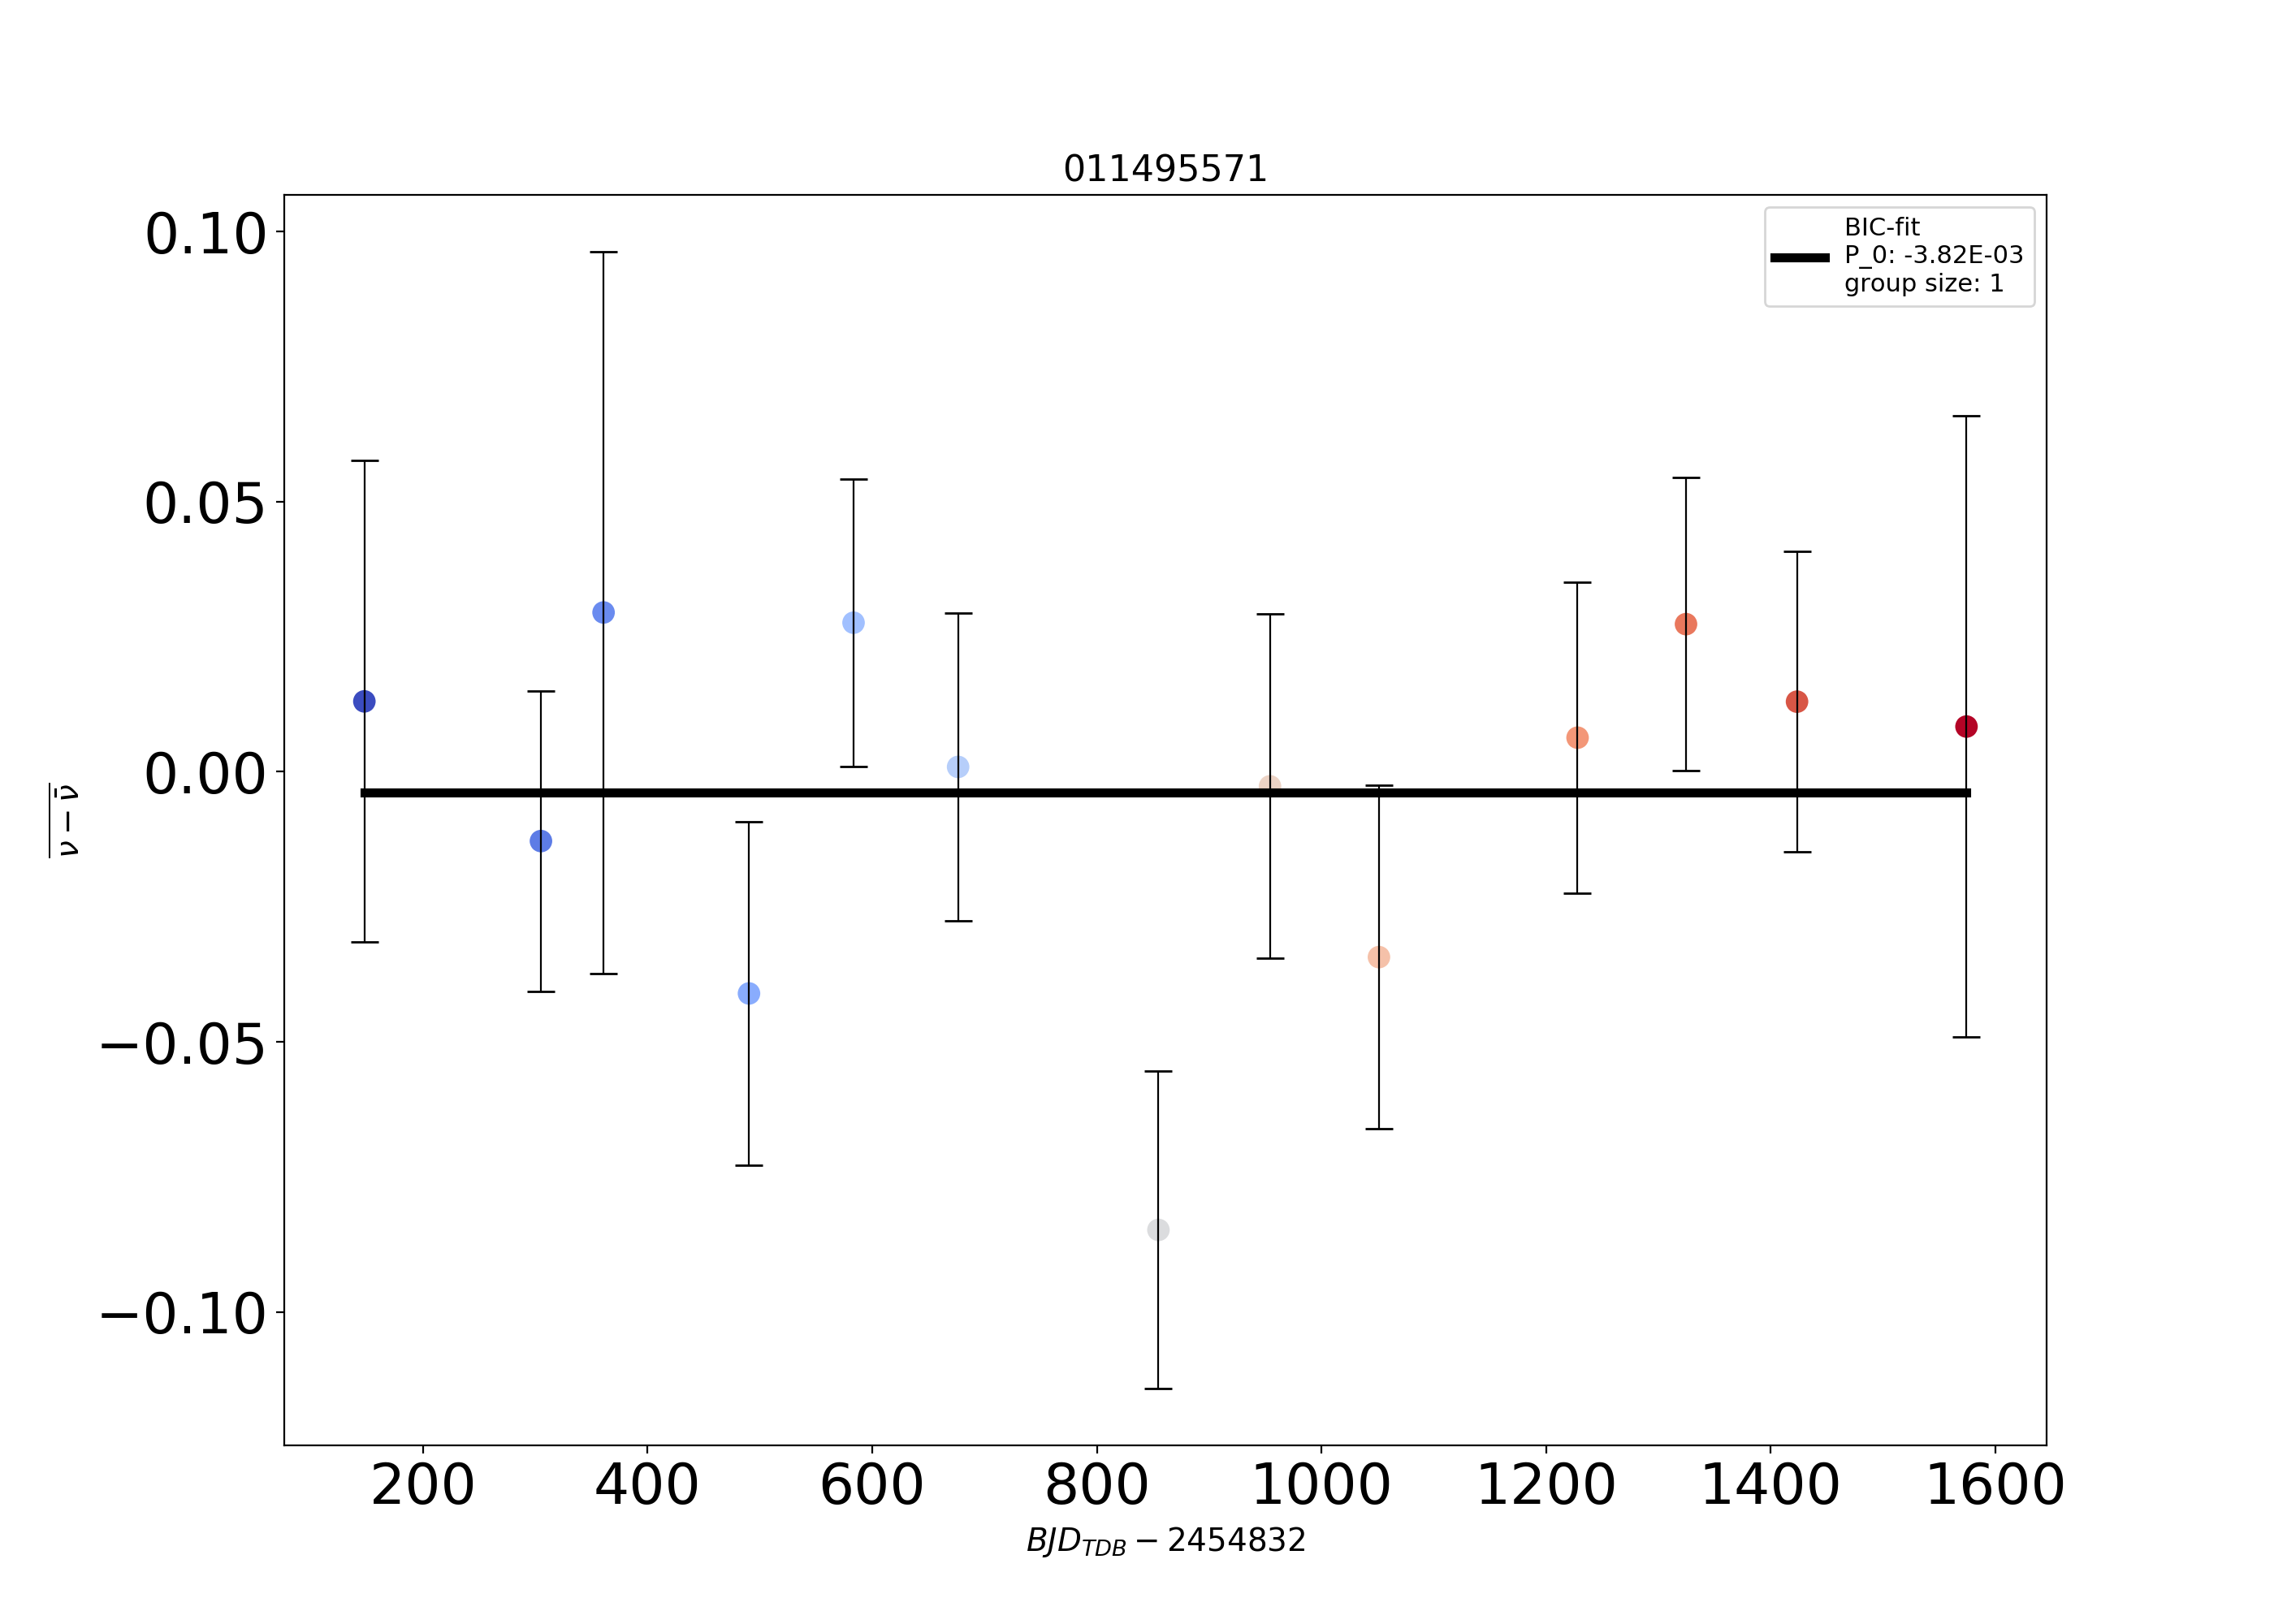 011495571
BIC-fit
P_0: -3.82E-03
group size: 1
0.10
0.05
0.00
−0.05
−0.10
ν − ν̄
200 400 600 800 1000 1200 1400 1600
BJD_TDB − 2454832